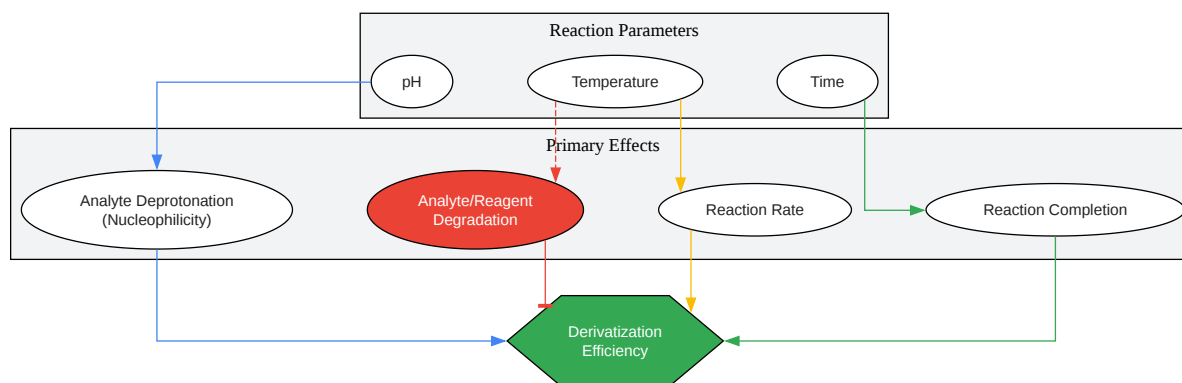 Reaction Parameters
pH
Temperature
Time
Primary Effects
Analyte Deprotonation
(Nucleophilicity)
Analyte/Reagent
Degradation
Reaction Rate
Reaction Completion
Derivatization
Efficiency